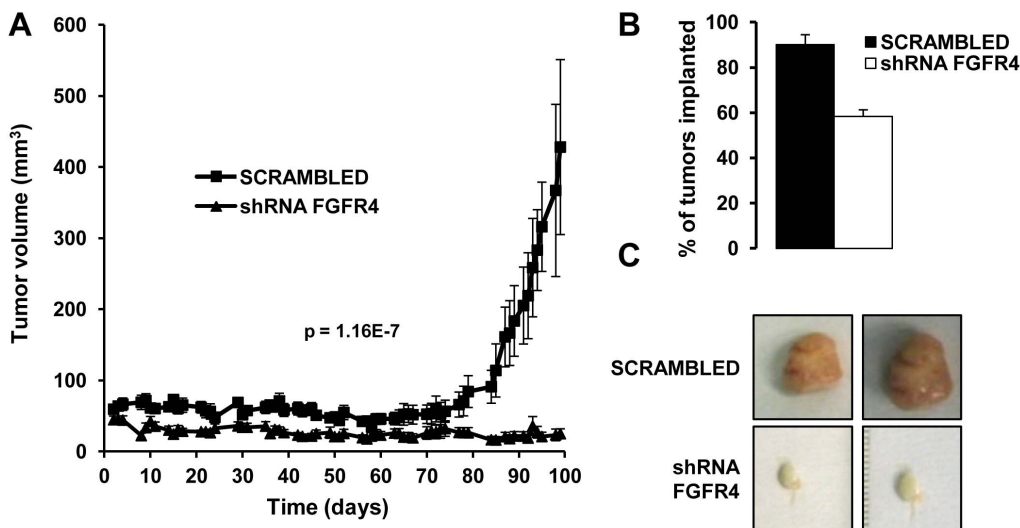 A
Tumor volume (mm³)
600
500
400
300
200
100
0
SCRAMBLED
shRNA FGFR4
p = 1.16E-7
0 10 20 30 40 50 60 70 80 90 100
Time (days)
B
% of tumors implanted
100
80
60
40
20
0
SCRAMBLED
shRNA FGFR4
C
SCRAMBLED
shRNA
FGFR4